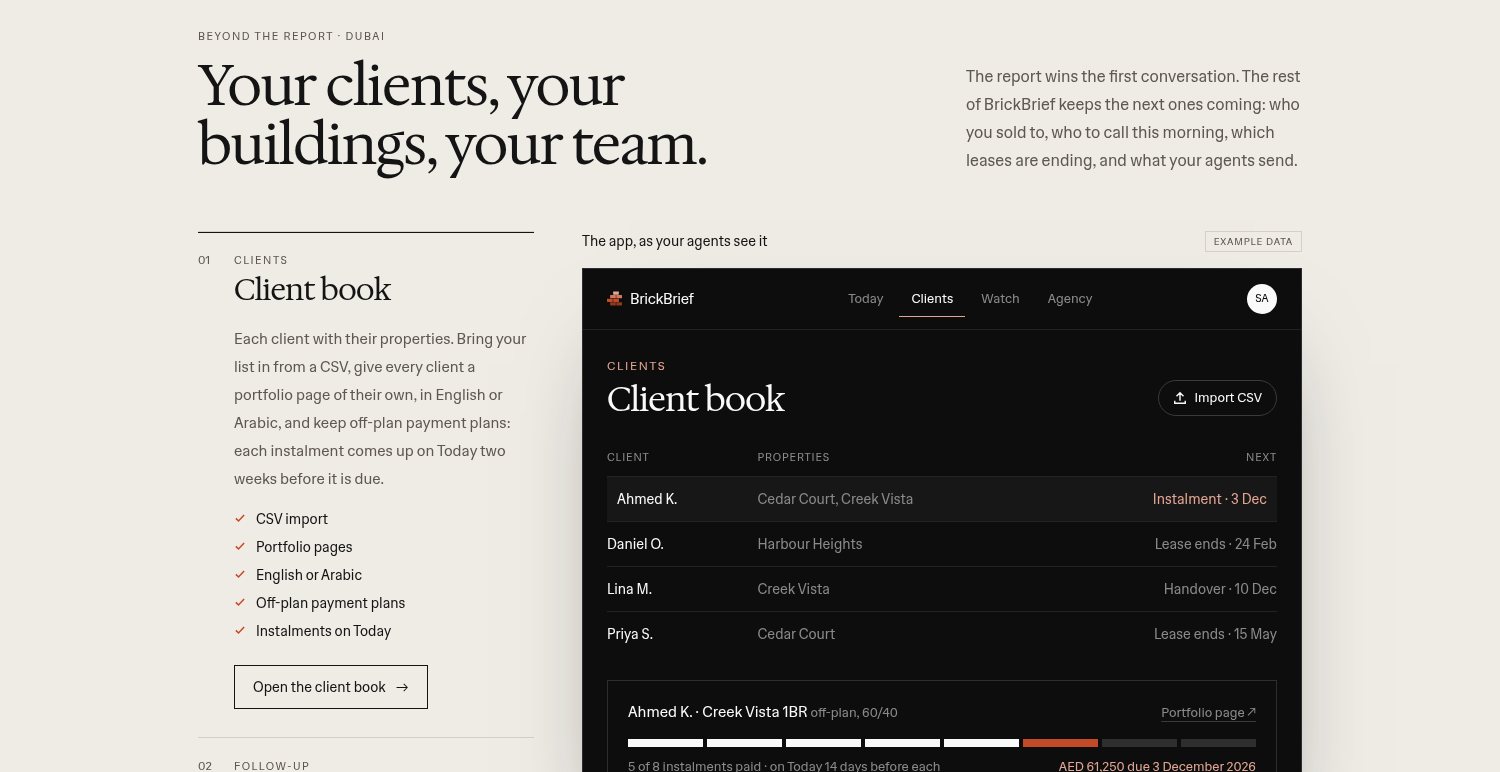 BEYOND THE REPORT · DUBAI
Your clients, your
buildings, your team.
The report wins the first conversation. The rest
of BrickBrief keeps the next ones coming: who
you sold to, who to call this morning, which
leases are ending, and what your agents send.
01 CLIENTS
Client book
Each client with their properties. Bring your
list in from a CSV, give every client a
portfolio page of their own, in English or
Arabic, and keep off-plan payment plans:
each instalment comes up on Today two
weeks before it is due.
CSV import
Portfolio pages
English or Arabic
Off-plan payment plans
Instalments on Today
Open the client book →
02 FOLLOW-UP
The app, as your agents see it
EXAMPLE DATA
BrickBrief Today Clients Watch Agency SA
CLIENTS
Client book
Import CSV
CLIENT PROPERTIES NEXT
Ahmed K. Cedar Court, Creek Vista Instalment · 3 Dec
Daniel O. Harbour Heights Lease ends · 24 Feb
Lina M. Creek Vista Handover · 10 Dec
Priya S. Cedar Court Lease ends · 15 May
Ahmed K. · Creek Vista 1BR off-plan, 60/40 Portfolio page ↗
5 of 8 instalments paid · on Today 14 days before each AED 61,250 due 3 December 2026